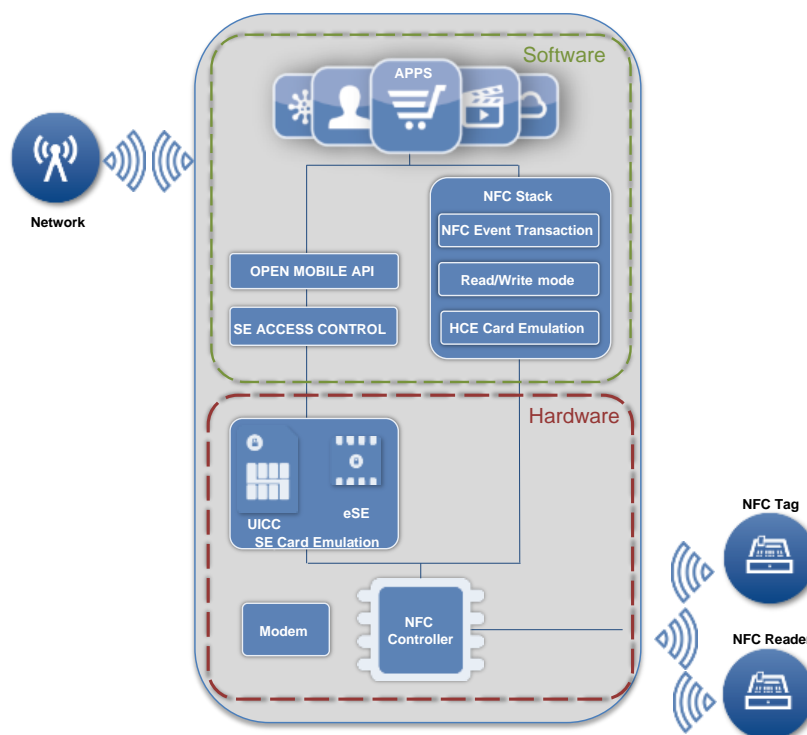 Software
APPS
Network
NFC Stack
NFC Event Transaction
OPEN MOBILE API
Read/Write mode
SE ACCESS CONTROL
HCE Card Emulation
Hardware
UICC
eSE
SE Card Emulation
NFC Tag
Modem
NFC
Controller
NFC Reader